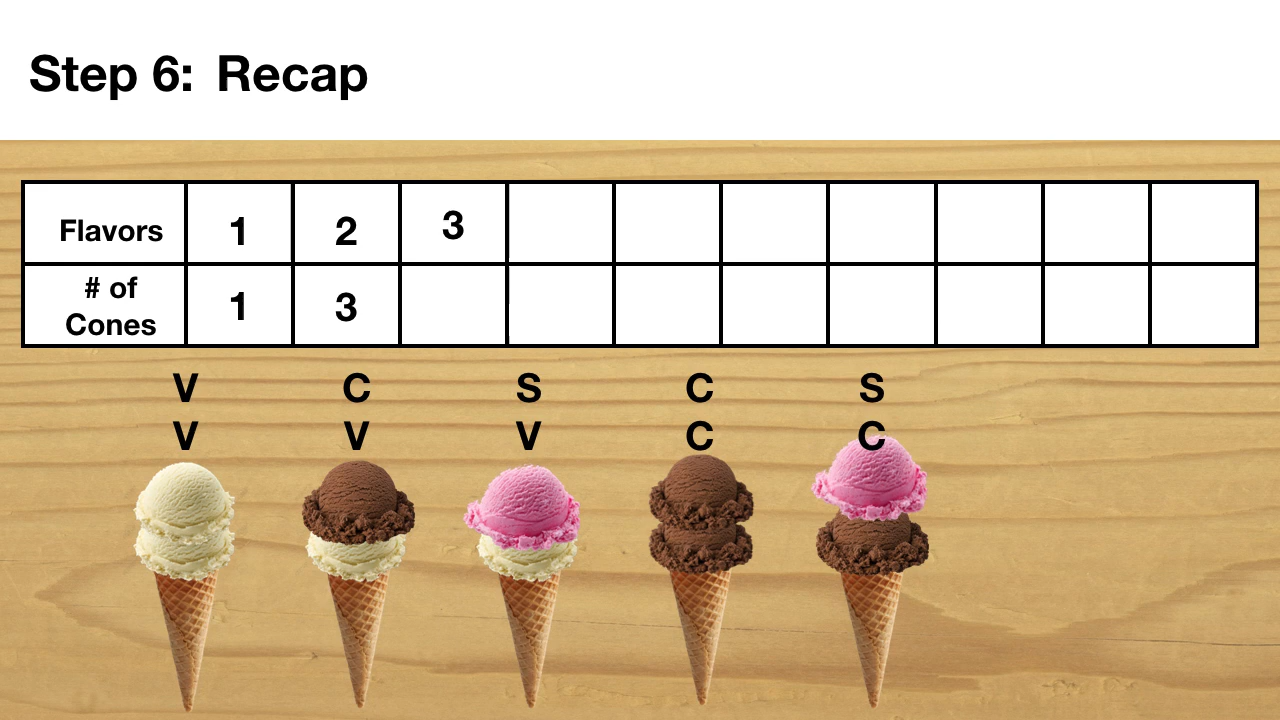 Step 6: Recap
Flavors 1 2 3
# of
Cones 1 3
V C S C S
V V V C C